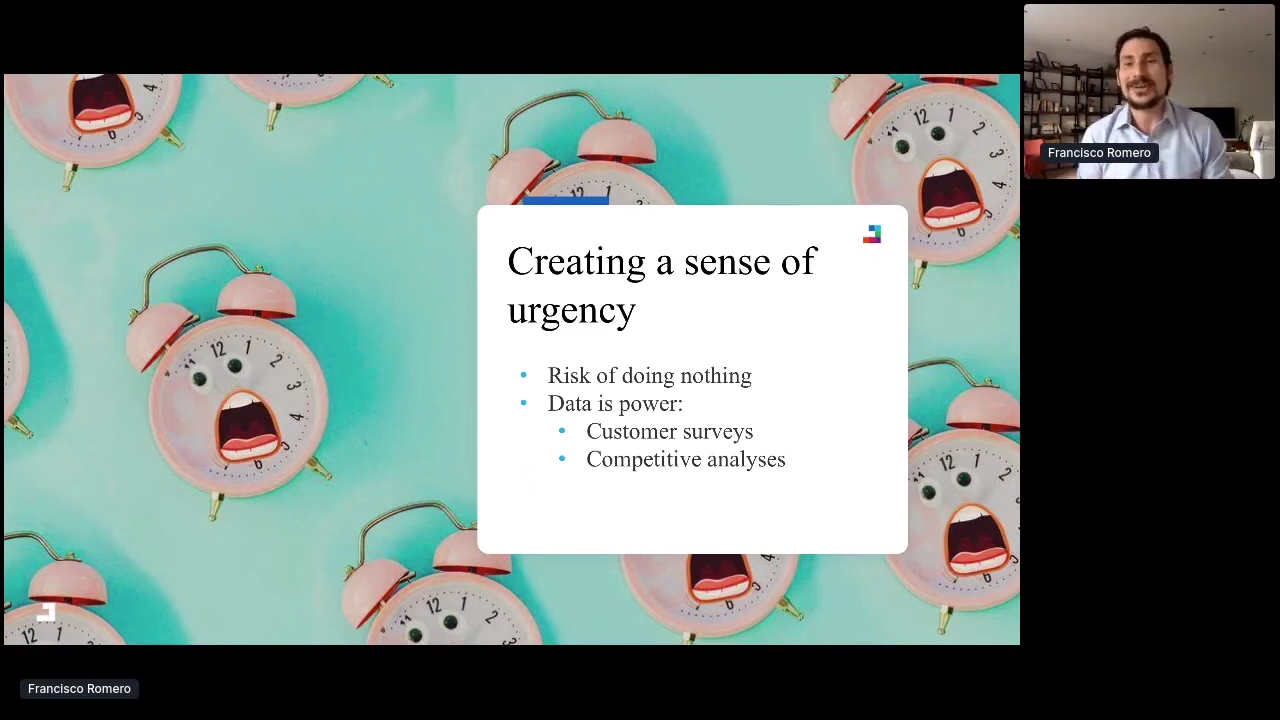 Francisco Romero
Creating a sense of
urgency
• Risk of doing nothing
• Data is power:
• Customer surveys
• Competitive analyses
Francisco Romero